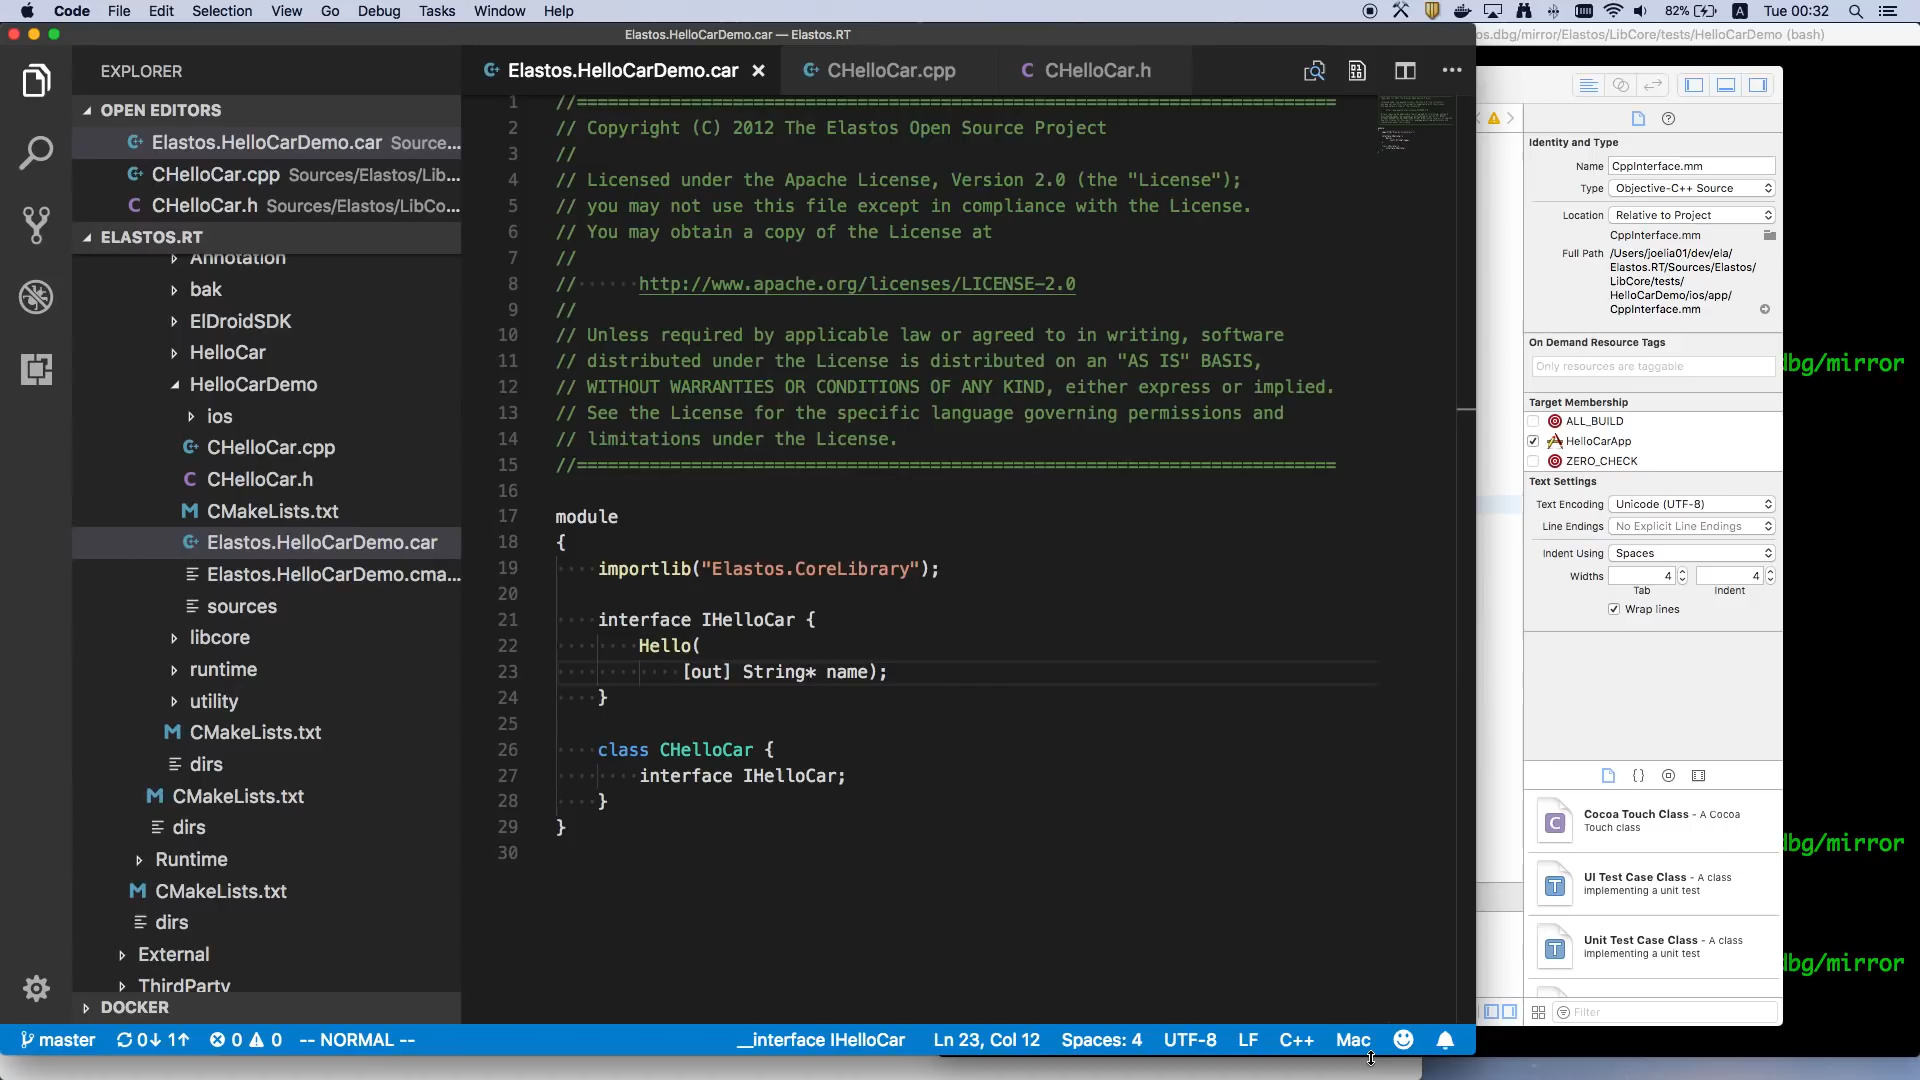 Code File Edit Selection View Go Debug Tasks Window Help
82% A Tue 00:32
Elastos.HelloCarDemo.car — Elastos.RT
os.dbg/mirror/Elastos/LibCore/tests/HelloCarDemo (bash)
EXPLORER
OPEN EDITORS
Elastos.HelloCarDemo.car Source...
CHelloCar.cpp Sources/Elastos/Lib...
CHelloCar.h Sources/Elastos/LibCo...
ELASTOS.RT
Annotation
bak
ElDroidSDK
HelloCar
HelloCarDemo
ios
CHelloCar.cpp
CHelloCar.h
CMakeLists.txt
Elastos.HelloCarDemo.car
Elastos.HelloCarDemo.cma...
sources
libcore
runtime
utility
CMakeLists.txt
dirs
CMakeLists.txt
dirs
Runtime
CMakeLists.txt
dirs
External
ThirdParty
DOCKER
Elastos.HelloCarDemo.car CHelloCar.cpp CHelloCar.h
1 //=========================================================================
2 // Copyright (C) 2012 The Elastos Open Source Project
3 //
4 // Licensed under the Apache License, Version 2.0 (the "License");
5 // you may not use this file except in compliance with the License.
6 // You may obtain a copy of the License at
7 //
8 //······http://www.apache.org/licenses/LICENSE-2.0
9 //
10 // Unless required by applicable law or agreed to in writing, software
11 // distributed under the License is distributed on an "AS IS" BASIS,
12 // WITHOUT WARRANTIES OR CONDITIONS OF ANY KIND, either express or implied.
13 // See the License for the specific language governing permissions and
14 // limitations under the License.
15 //=========================================================================
16
17 module
18 {
19 ····importlib("Elastos.CoreLibrary");
20
21 ····interface IHelloCar {
22 ········Hello(
23 ············[out] String* name);
24 ····}
25
26 ····class CHelloCar {
27 ········interface IHelloCar;
28 ····}
29 }
30
Identity and Type
Name CppInterface.mm
Type Objective-C++ Source
Location Relative to Project
CppInterface.mm
Full Path /Users/joelia01/dev/ela/
Elastos.RT/Sources/Elastos/
LibCore/tests/
HelloCarDemo/ios/app/
CppInterface.mm
On Demand Resource Tags
Only resources are taggable
Target Membership
ALL_BUILD
HelloCarApp
ZERO_CHECK
Text Settings
Text Encoding Unicode (UTF-8)
Line Endings No Explicit Line Endings
Indent Using Spaces
Widths 4 4
Tab Indent
Wrap lines
{}
C Cocoa Touch Class - A Cocoa
Touch class
T UI Test Case Class - A class
implementing a unit test
T Unit Test Case Class - A class
implementing a unit test
Filter
dbg/mirror
dbg/mirror
dbg/mirror
master 0↓ 1↑ 0 0 -- NORMAL -- __interface IHelloCar Ln 23, Col 12 Spaces: 4 UTF-8 LF C++ Mac